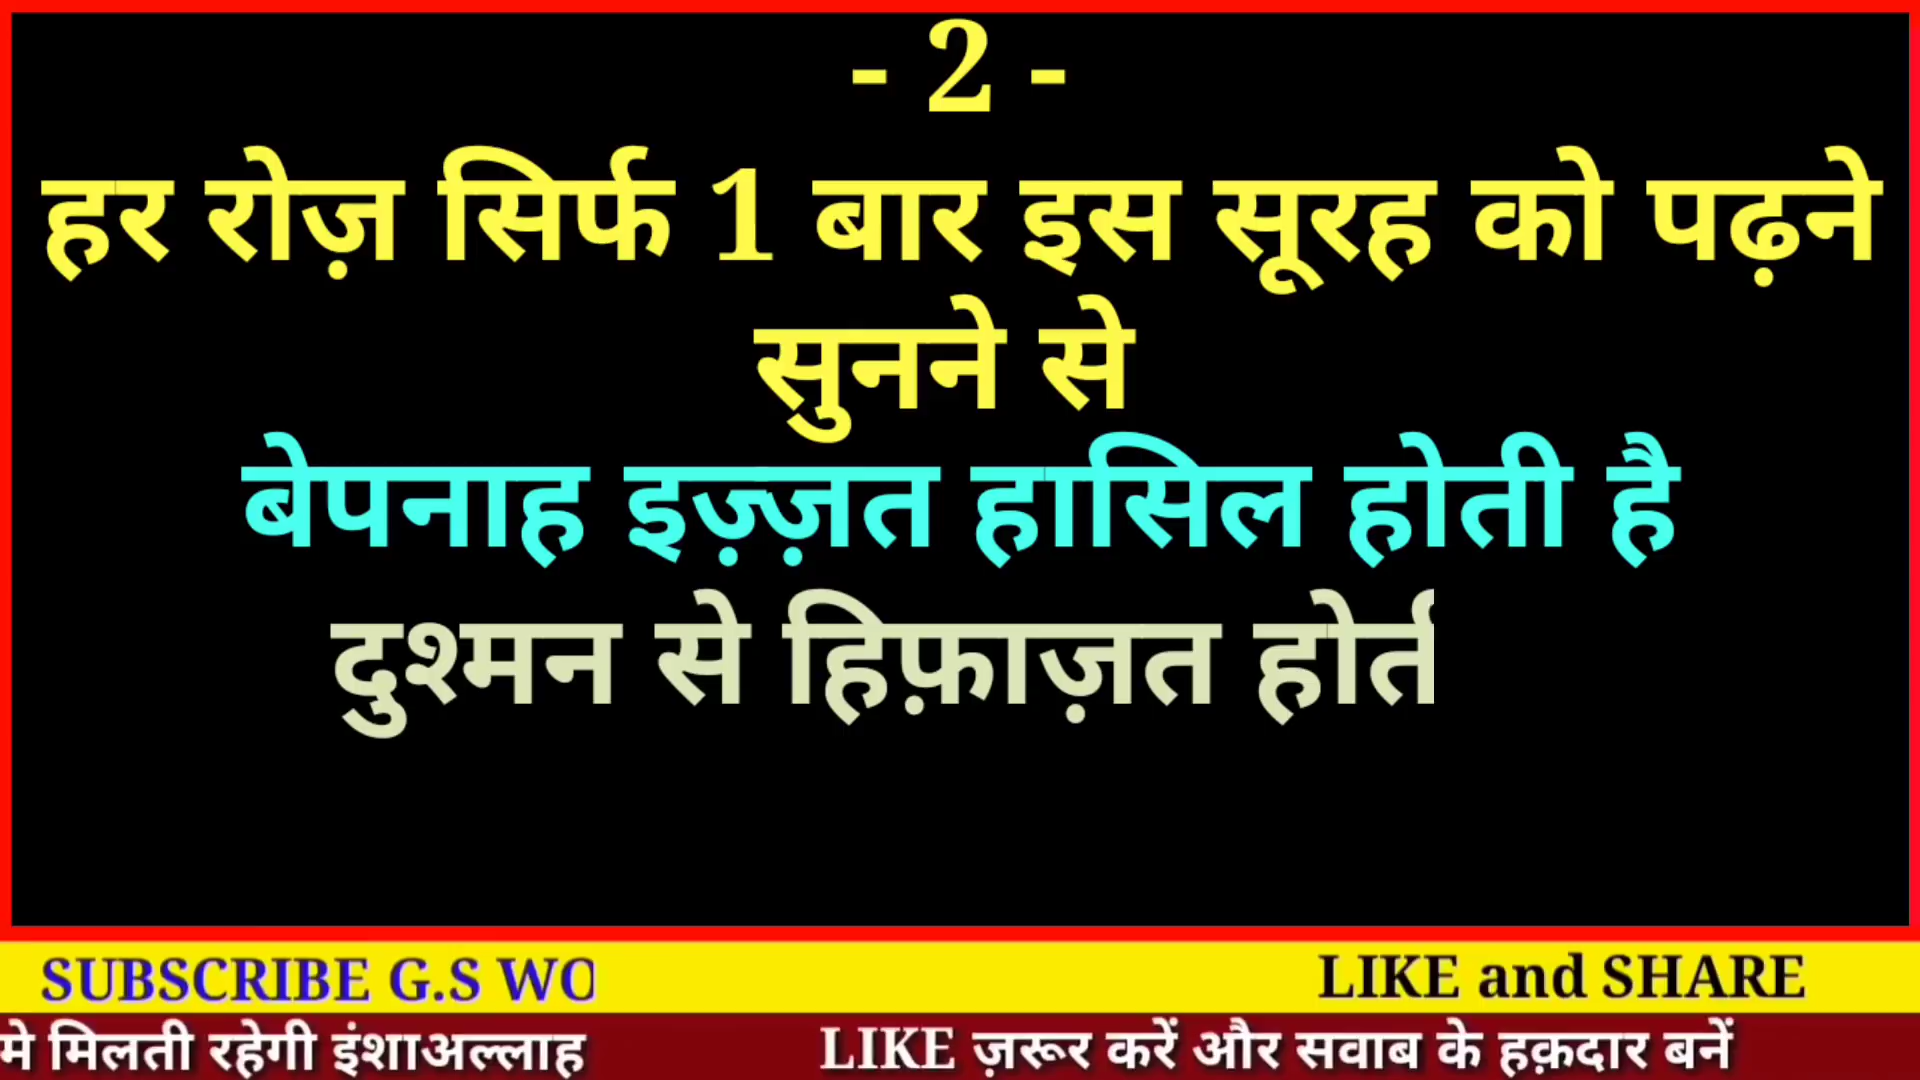 - 2 -
हर रोज़ सिर्फ 1 बार इस सूरह को पढ़ने
सुनने से
बेपनाह इज़्ज़त हासिल होती है
दुश्मन से हिफ़ाज़त होती
SUBSCRIBE G.S WO
LIKE and SHARE
मे मिलती रहेगी इंशाअल्लाह
LIKE ज़रूर करें और सवाब के हक़दार बनें